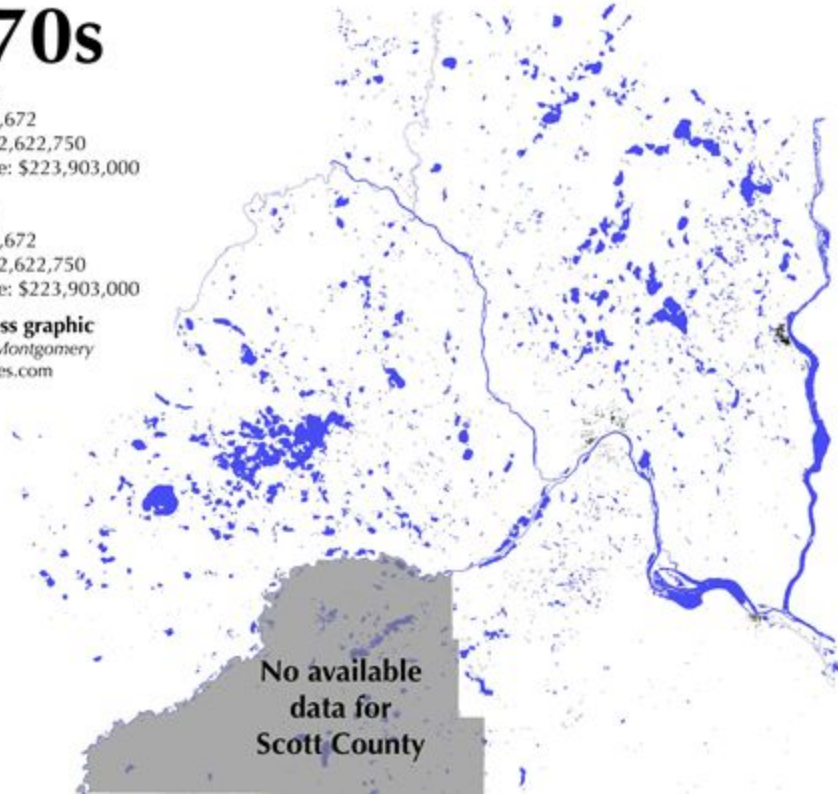 70s
,672
2,622,750
e: $223,903,000
,672
2,622,750
e: $223,903,000
ss graphic
Montgomery
es.com
No available
data for
Scott County